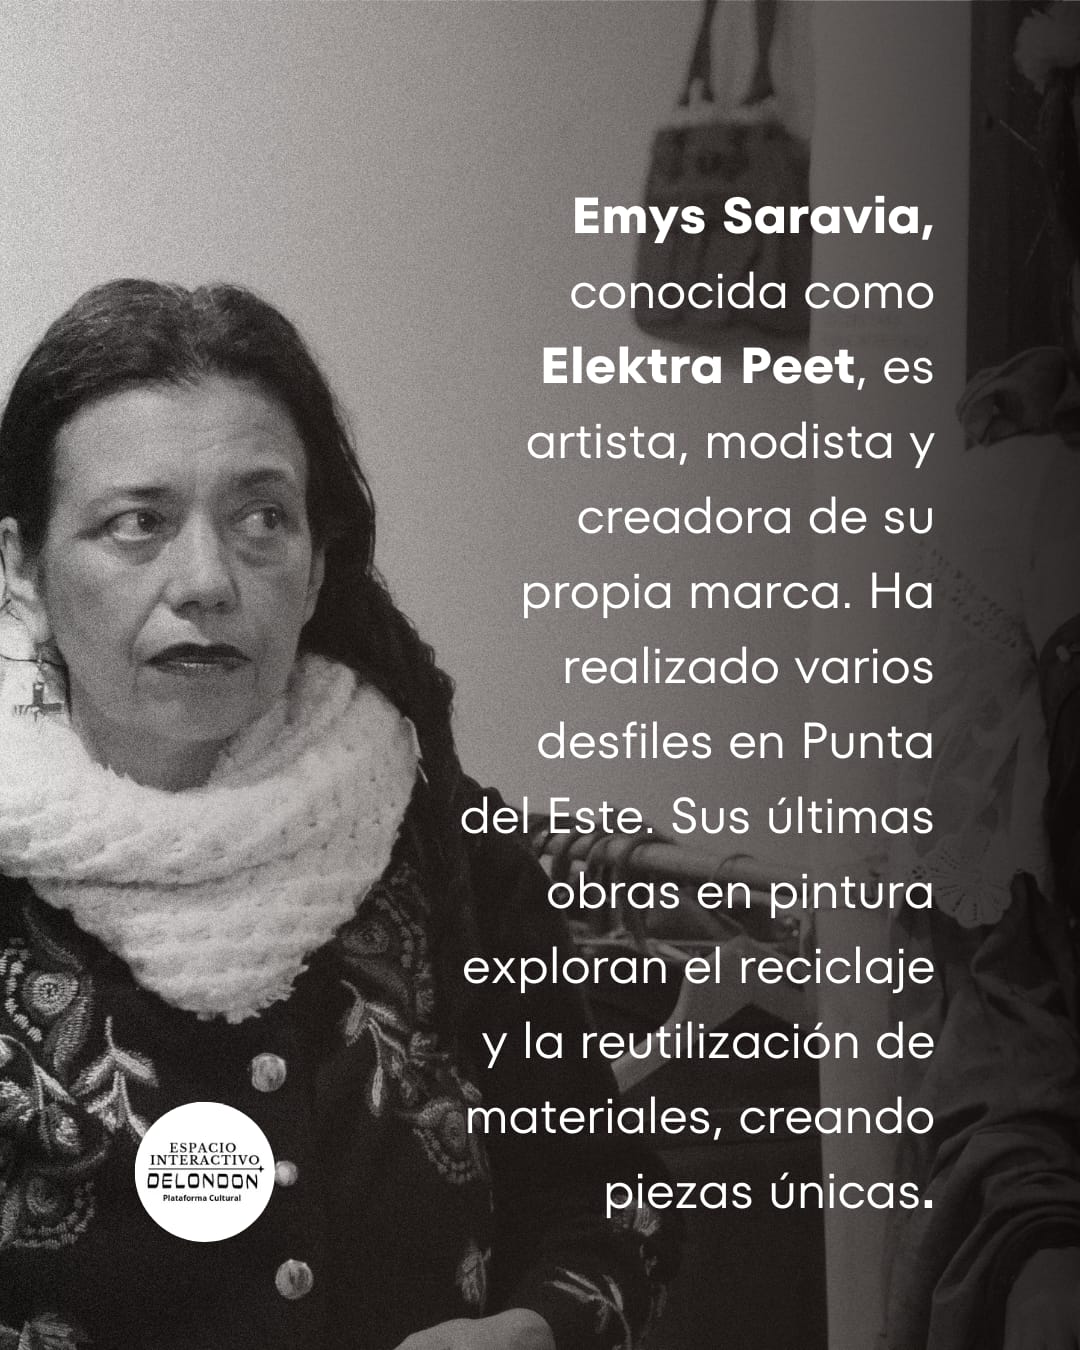 Emys Saravia,
conocida como
Elektra Peet, es
artista, modista y
creadora de su
propia marca. Ha
realizado varios
desfiles en Punta
del Este. Sus últimas
obras en pintura
exploran el reciclaje
y la reutilización de
materiales, creando
piezas únicas.
ESPACIO
INTERACTIVO
DELONDON
Plataforma Cultural